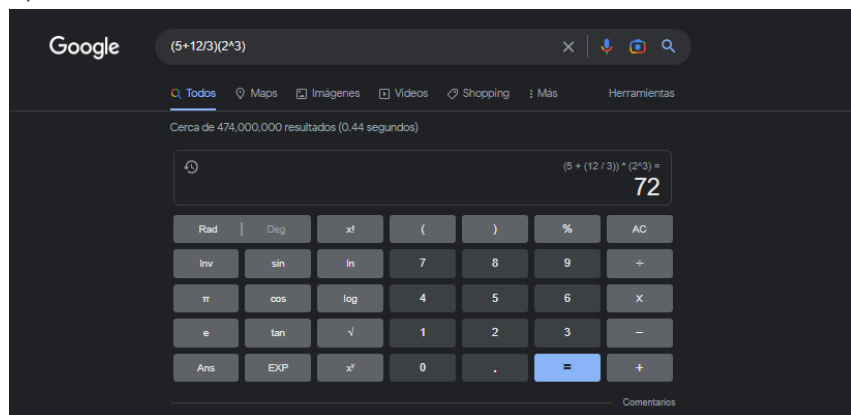 Google (5+12/3)(2^3)
Todos Maps Imágenes Videos Shopping Más Herramientas
Cerca de 474,000,000 resultados (0.44 segundos)
(5 + (12 / 3)) * (2^3) =
72
Rad Deg x! ( ) % AC
Inv sin ln 7 8 9 ÷
π cos log 4 5 6 X
e tan √ 1 2 3 −
Ans EXP xʸ 0 . = +
Comentarios